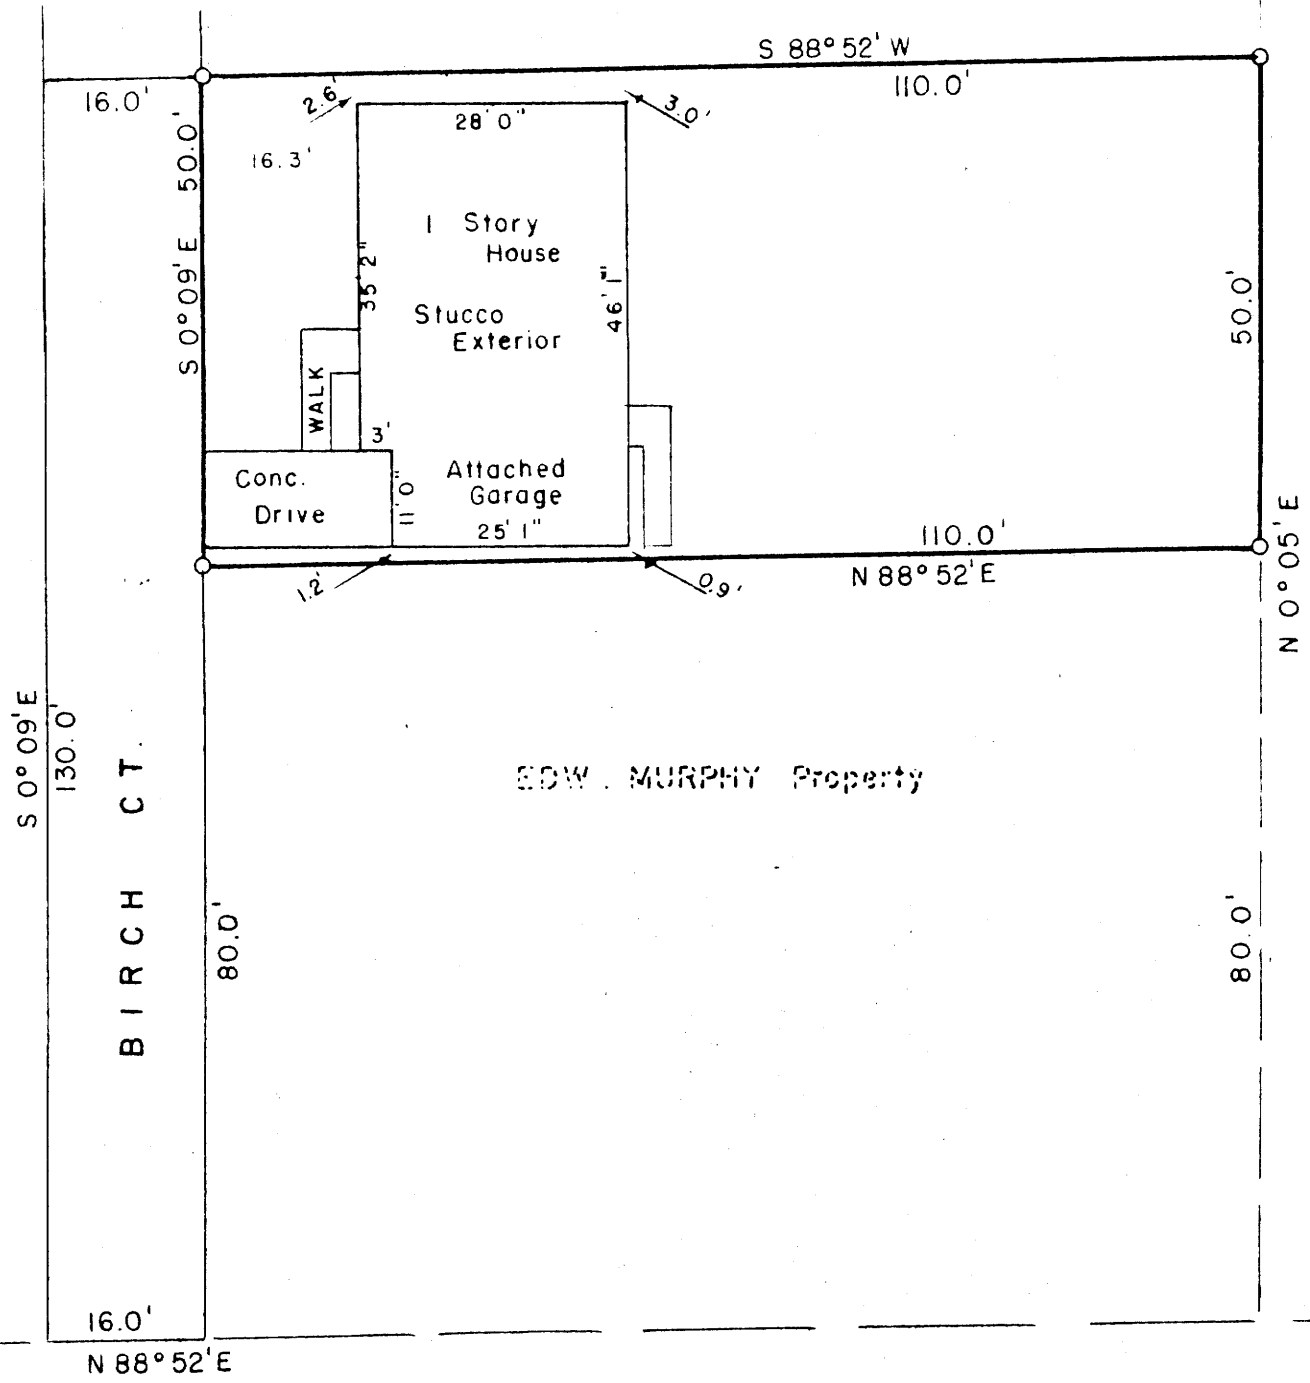 S 88° 52' W
110.0'
16.0'
S 0° 09' E 50.0'
2.6'
28' 0"
3.0'
16.3'
1 Story
House
35' 2"
46' 1"
Stucco
Exterior
50.0'
WALK
3'
Conc.
Drive
11' 0"
Attached
Garage
25' 1"
110.0'
N 88° 52' E
1.2'
0.9'
N 0° 05' E
S 0° 09' E
130.0'
BIRCH CT.
EDW. MURPHY Property
80.0'
80.0'
16.0'
N 88° 52' E